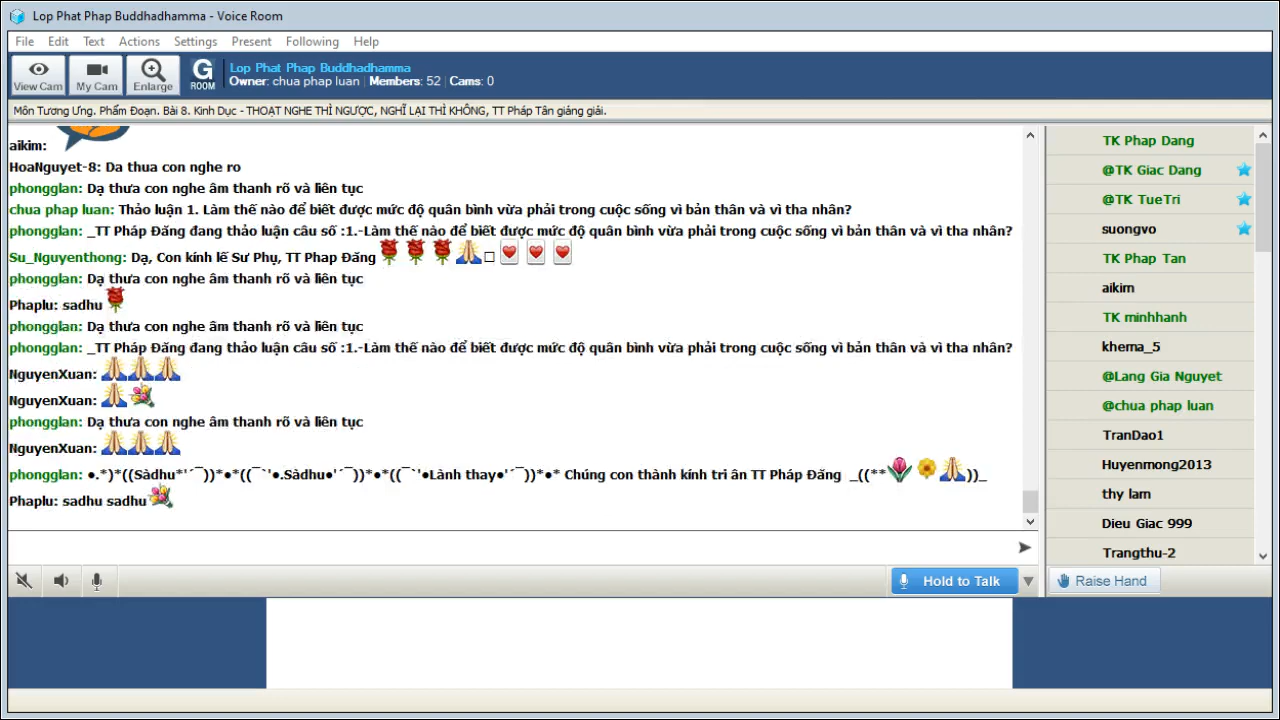 Lop Phat Phap Buddhadhamma - Voice Room
File Edit Text Actions Settings Present Following Help
View Cam My Cam Enlarge G ROOM
Lop Phat Phap Buddhadhamma
Owner: chua phap luan Members: 52 Cams: 0
Môn Tương Ưng. Phẩm Đoạn. Bài 8. Kinh Dục - THOẠT NGHE THÌ NGƯỢC, NGHĨ LẠI THÌ KHÔNG, TT Pháp Tân giảng giải.
aikim:
HoaNguyet-8: Da thua con nghe ro
phongglan: Dạ thưa con nghe âm thanh rõ và liên tục
chua phap luan: Thảo luận 1. Làm thế nào để biết được mức độ quân bình vừa phải trong cuộc sống vì bản thân và vì tha nhân?
phongglan: _TT Pháp Đăng đang thảo luận câu số :1.-Làm thế nào để biết được mức độ quân bình vừa phải trong cuộc sống vì bản thân và vì tha nhân?
Su_Nguyenthong: Dạ, Con kính lễ Sư Phụ, TT Phap Đăng 🌹🌹🌹🙏□💌💌💌
phongglan: Dạ thưa con nghe âm thanh rõ và liên tục
Phaplu: sadhu 🌹
phongglan: Dạ thưa con nghe âm thanh rõ và liên tục
phongglan: _TT Pháp Đăng đang thảo luận câu số :1.-Làm thế nào để biết được mức độ quân bình vừa phải trong cuộc sống vì bản thân và vì tha nhân?
NguyenXuan: 🙏🙏🙏
NguyenXuan: 🙏💐
phongglan: Dạ thưa con nghe âm thanh rõ và liên tục
NguyenXuan: 🙏🙏🙏
phongglan: ●.*)*((Sàdhu*'´¯))*●*((¯`'●.Sàdhu●'´¯))*●*((¯`'●Lành thay●'´¯))*●* Chúng con thành kính tri ân TT Pháp Đăng _((**🌷🌼🙏))_
Phaplu: sadhu sadhu💐
Hold to Talk
TK Phap Dang
@TK Giac Dang
@TK TueTri
suongvo
TK Phap Tan
aikim
TK minhhanh
khema_5
@Lang Gia Nguyet
@chua phap luan
TranDao1
Huyenmong2013
thy lam
Dieu Giac 999
Trangthu-2
Raise Hand